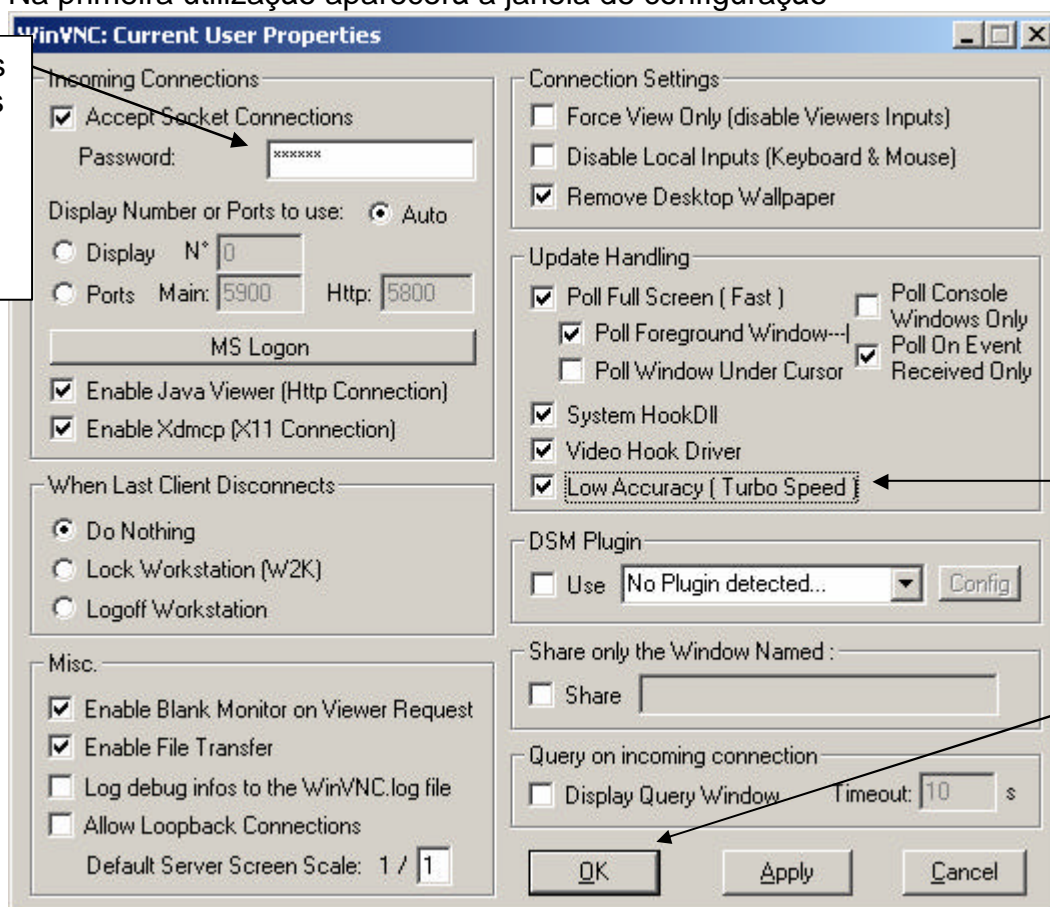 Na primeira utilização aparecerá a janela de configuração
WinVNC: Current User Properties
s
s
Incoming Connections
Accept Socket Connections
Password: ******
Display Number or Ports to use: Auto
Display N° 0
Ports Main: 5900 Http: 5800
MS Logon
Enable Java Viewer (Http Connection)
Enable Xdmcp (X11 Connection)
When Last Client Disconnects
Do Nothing
Lock Workstation (W2K)
Logoff Workstation
Misc.
Enable Blank Monitor on Viewer Request
Enable File Transfer
Log debug infos to the WinVNC.log file
Allow Loopback Connections
Default Server Screen Scale: 1 / 1
Connection Settings
Force View Only (disable Viewers Inputs)
Disable Local Inputs (Keyboard & Mouse)
Remove Desktop Wallpaper
Update Handling
Poll Full Screen ( Fast )
Poll Foreground Window---|
Poll Window Under Cursor
Poll Console
Windows Only
Poll On Event
Received Only
System HookDll
Video Hook Driver
Low Accuracy ( Turbo Speed )
DSM Plugin
Use No Plugin detected... Config
Share only the Window Named :
Share
Query on incoming connection
Display Query Window Timeout: 10 s
OK Apply Cancel